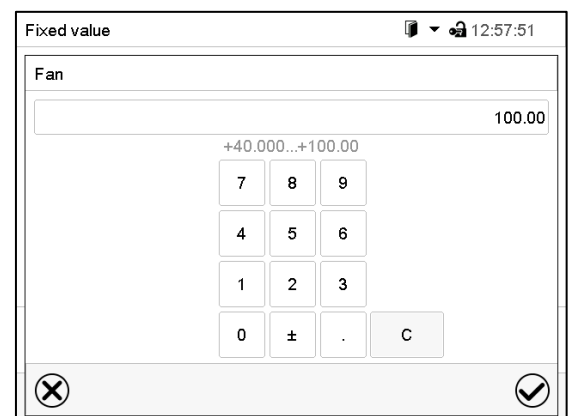 Fixed value 12:57:51
Fan
100.00
+40.000...+100.00
7 8 9
4 5 6
1 2 3
0 ± . C